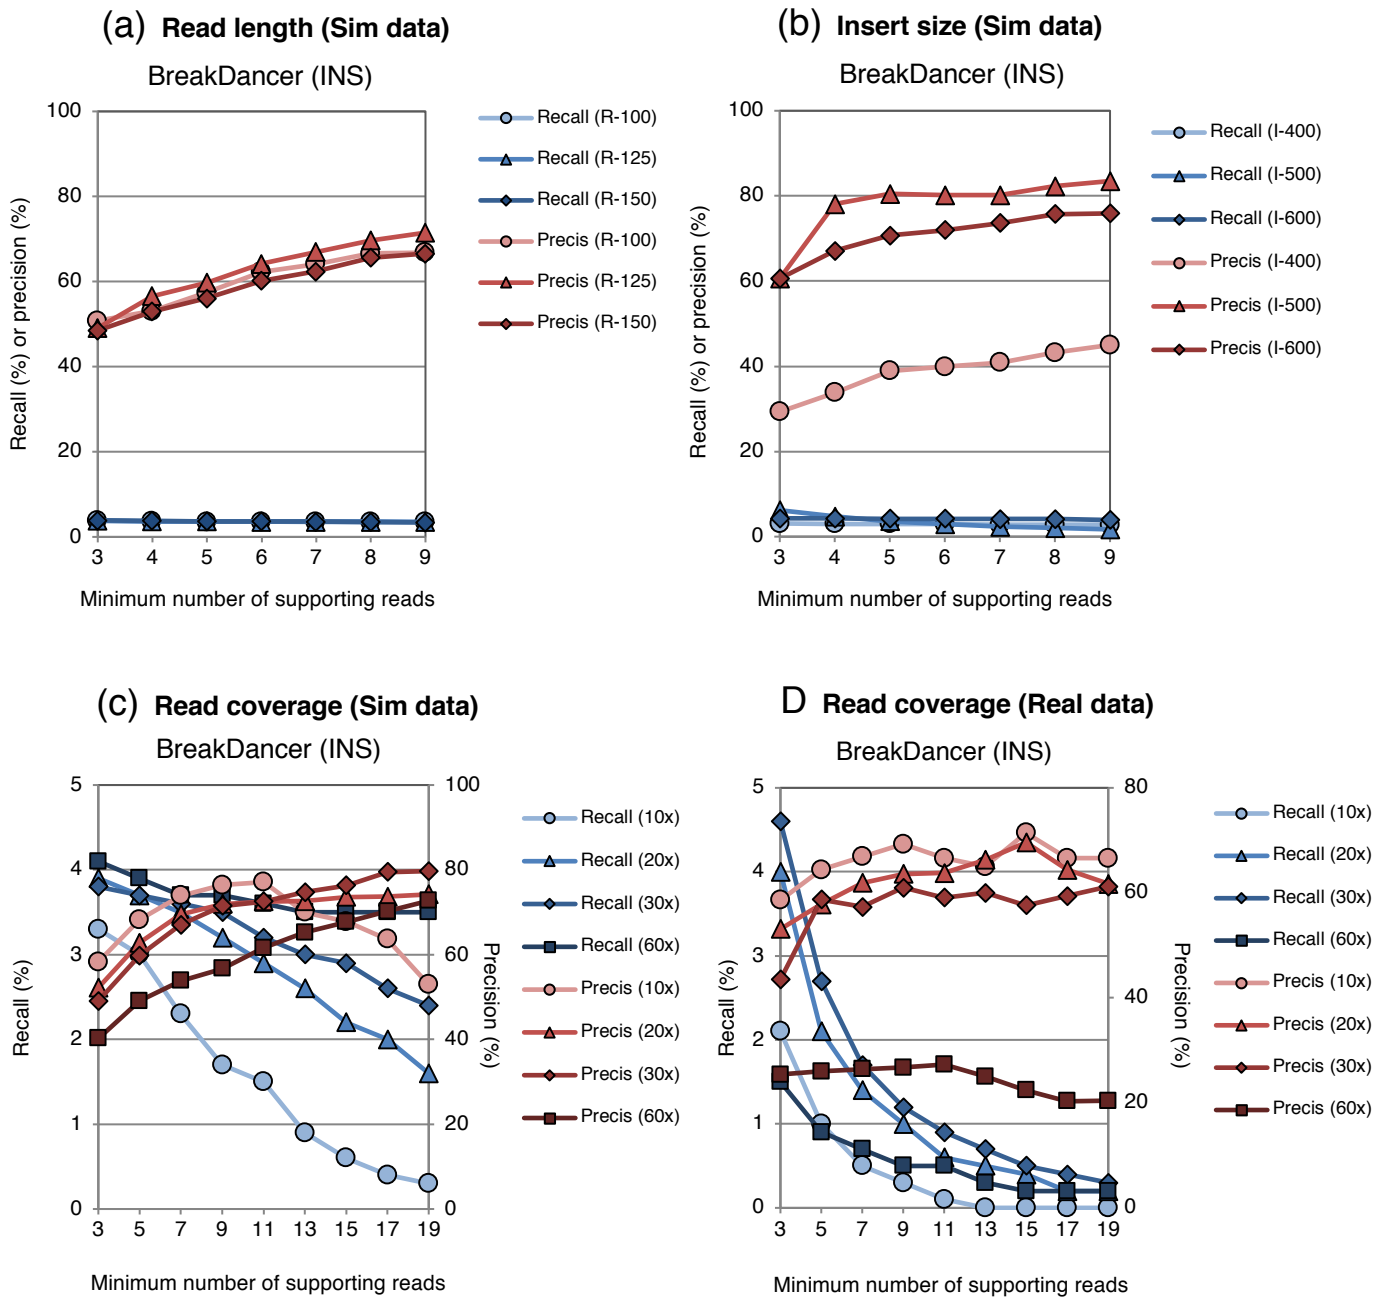 (a) Read length (Sim data)
BreakDancer (INS)
100
80
60
40
20
0
3 4 5 6 7 8 9
Recall (%) or precision (%)
Minimum number of supporting reads
Recall (R-100)
Recall (R-125)
Recall (R-150)
Precis (R-100)
Precis (R-125)
Precis (R-150)
(b) Insert size (Sim data)
BreakDancer (INS)
100
80
60
40
20
0
3 4 5 6 7 8 9
Recall (%) or precision (%)
Minimum number of supporting reads
Recall (I-400)
Recall (I-500)
Recall (I-600)
Precis (I-400)
Precis (I-500)
Precis (I-600)
(c) Read coverage (Sim data)
BreakDancer (INS)
5
4
3
2
1
0
100
80
60
40
20
0
3 5 7 9 11 13 15 17 19
Recall (%)
Precision (%)
Minimum number of supporting reads
Recall (10x)
Recall (20x)
Recall (30x)
Recall (60x)
Precis (10x)
Precis (20x)
Precis (30x)
Precis (60x)
D Read coverage (Real data)
BreakDancer (INS)
5
4
3
2
1
0
80
60
40
20
0
3 5 7 9 11 13 15 17 19
Recall (%)
Precision (%)
Minimum number of supporting reads
Recall (10x)
Recall (20x)
Recall (30x)
Recall (60x)
Precis (10x)
Precis (20x)
Precis (30x)
Precis (60x)